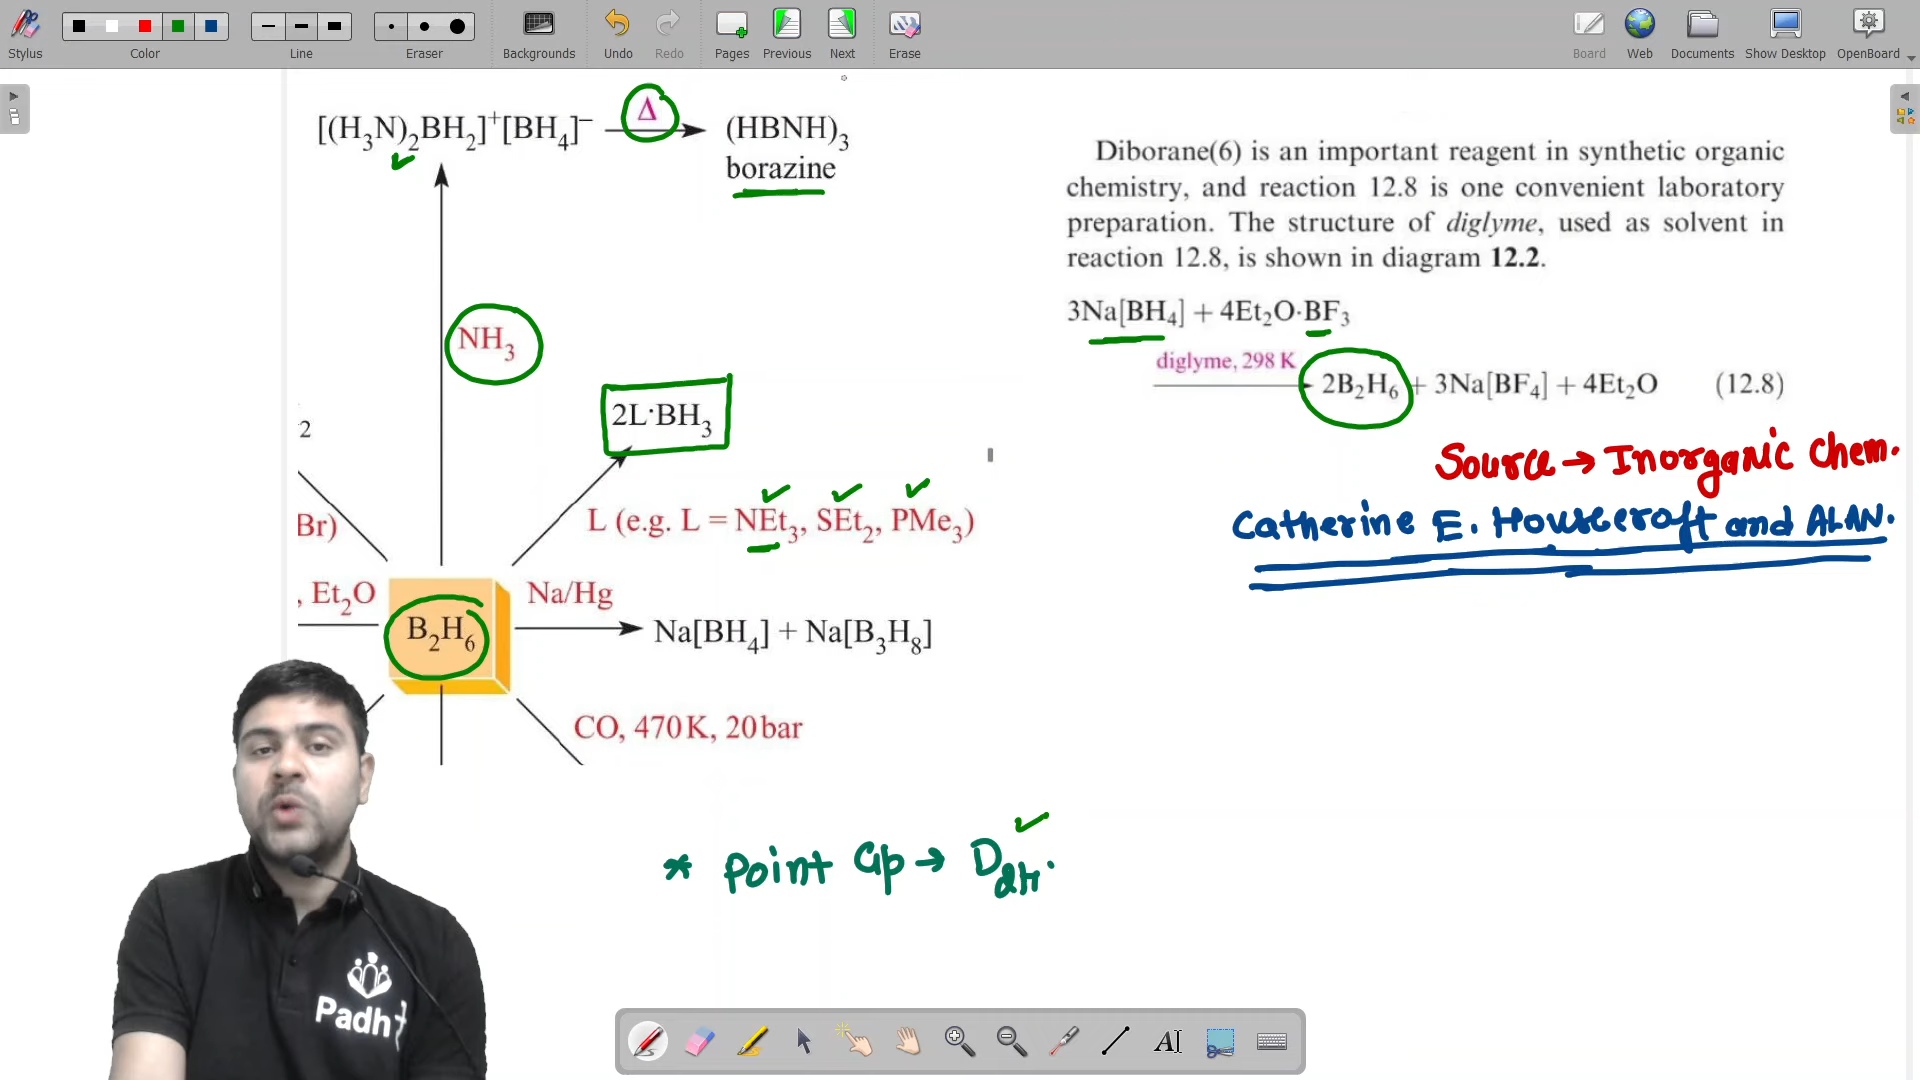 Stylus Color Line Eraser Backgrounds Undo Redo Pages Previous Next Erase Board Web Documents Show Desktop OpenBoard
[(H₃N)₂BH₂]⁺[BH₄]⁻ Δ (HBNH)₃
borazine
NH₃
2L·BH₃
2
L (e.g. L = NEt₃, SEt₂, PMe₃)
Br)
, Et₂O
B₂H₆
Na/Hg
Na[BH₄] + Na[B₃H₈]
CO, 470 K, 20 bar
* Point Gp → D₂ₕ.
Diborane(6) is an important reagent in synthetic organic
chemistry, and reaction 12.8 is one convenient laboratory
preparation. The structure of diglyme, used as solvent in
reaction 12.8, is shown in diagram 12.2.
3Na[BH₄] + 4Et₂O·BF₃
diglyme, 298 K
2B₂H₆ + 3Na[BF₄] + 4Et₂O (12.8)
Source → Inorganic Chem.
Catherine E. Housecroft and ALAN.
Padh